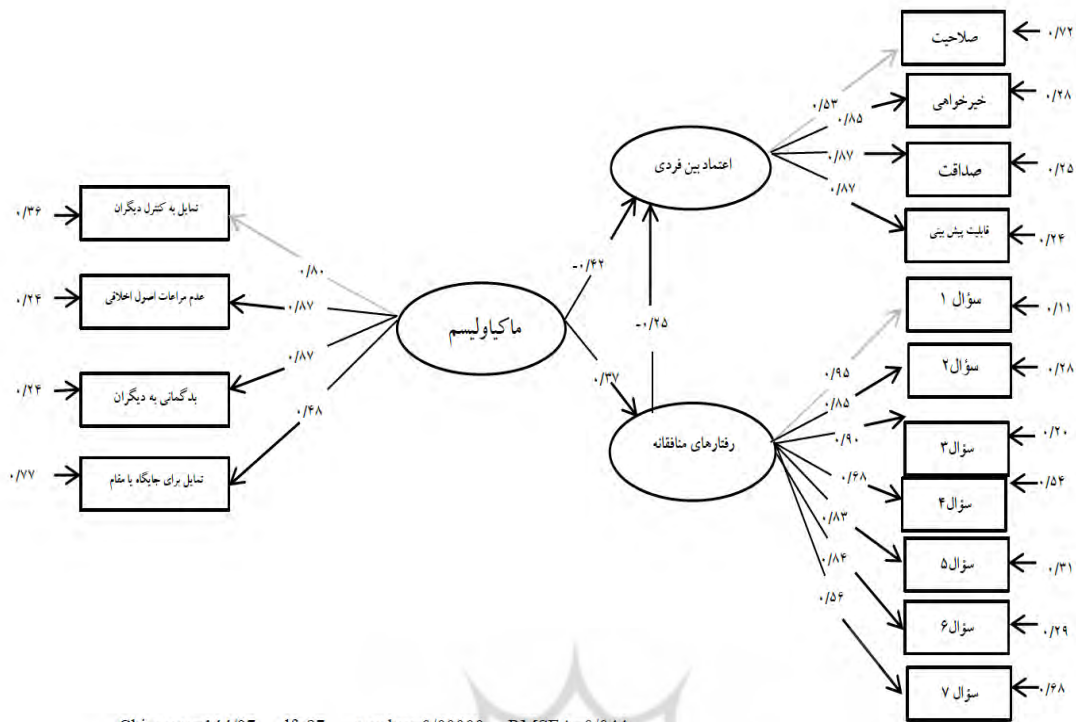 صلاحیت
۰/۷۲
خیرخواهی
۰/۲۸
صداقت
۰/۲۵
قابلیت پیش بینی
۰/۲۴
۰/۵۳
۰/۸۵
۰/۸۷
۰/۸۷
اعتماد بین فردی
تمایل به کنترل دیگران
۰/۳۶
عدم مراعات اصول اخلاقی
۰/۲۴
بدگمانی به دیگران
۰/۲۴
تمایل برای جایگاه یا مقام
۰/۷۷
۰/۸۰
۰/۸۷
۰/۸۷
۰/۴۸
ماکیاولیسم
-۰/۴۲
-۰/۲۵
۰/۳۷
رفتارهای منافقانه
سؤال ۱
۰/۱۱
سؤال۲
۰/۲۸
سؤال۳
۰/۲۰
سؤال۴
۰/۵۴
سؤال۵
۰/۳۱
سؤال۶
۰/۲۹
سؤال ۷
۰/۶۸
۰/۹۵
۰/۸۵
۰/۹۰
۰/۶۸
۰/۸۳
۰/۸۴
۰/۵۶